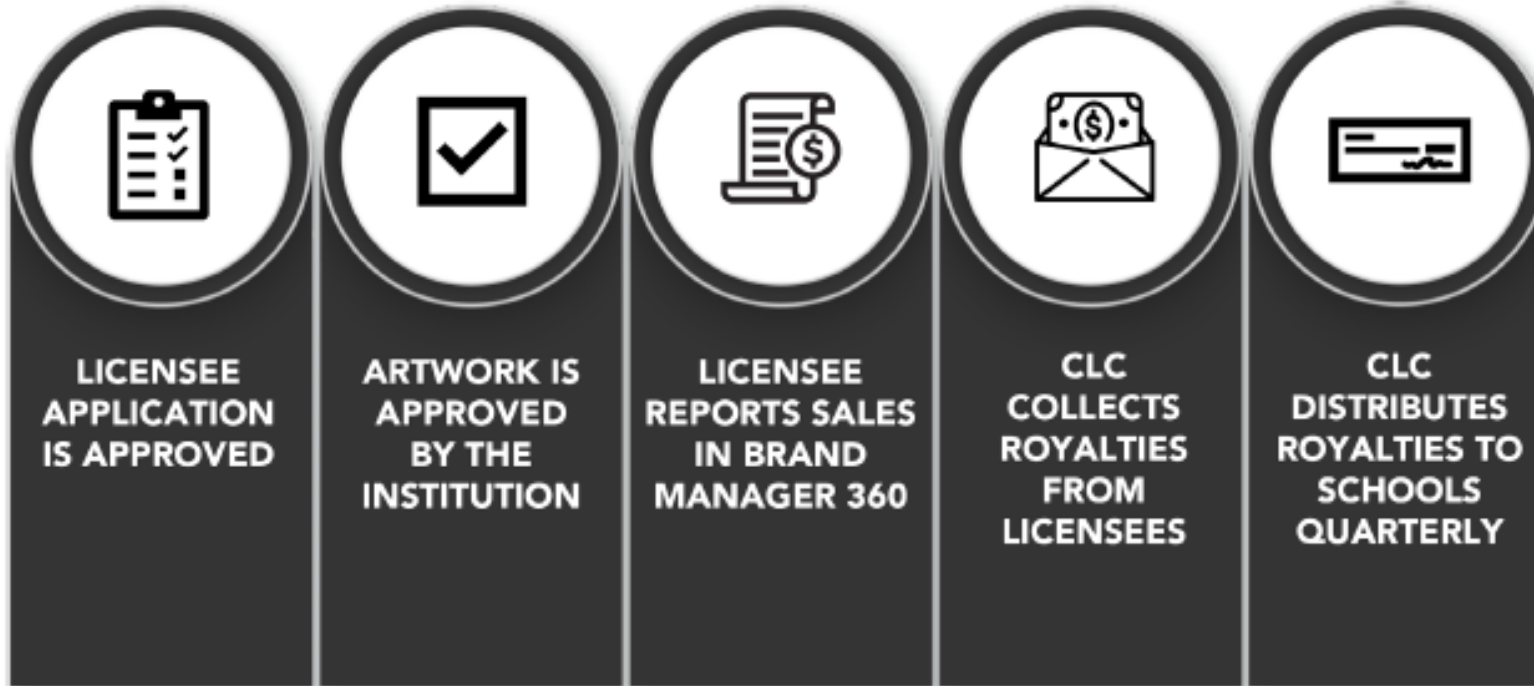 LICENSEE
APPLICATION
IS APPROVED
ARTWORK IS
APPROVED
BY THE
INSTITUTION
LICENSEE
REPORTS SALES
IN BRAND
MANAGER 360
CLC
COLLECTS
ROYALTIES
FROM
LICENSEES
CLC
DISTRIBUTES
ROYALTIES TO
SCHOOLS
QUARTERLY